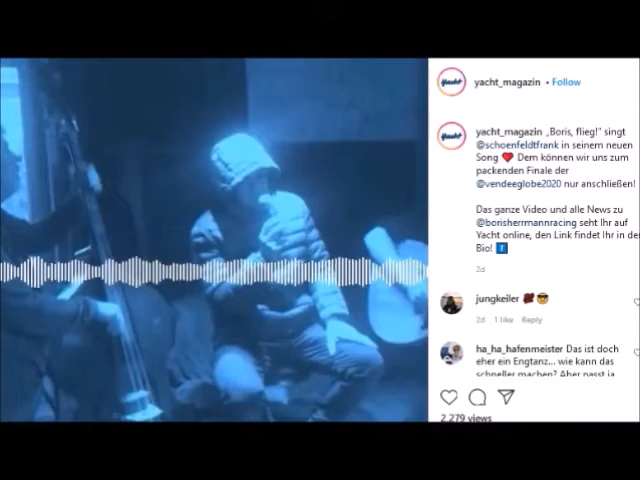 yacht_magazin • Follow
yacht_magazin „Boris, flieg!" singt
@schoenfeldtfrank in seinem neuen
Song ❤️ Dem können wir uns zum
packenden Finale der
@vendeeglobe2020 nur anschließen!
Das ganze Video und alle News zu
@borisherrmannracing seht Ihr auf
Yacht online, den Link findet Ihr in der
Bio! ⬆️
2d
jungkeiler 💯 😎
2d 1 like Reply
ha_ha_hafenmeister Das ist doch
eher ein Engtanz... wie kann das
schneller machen? Aber passt ja
2.279 views